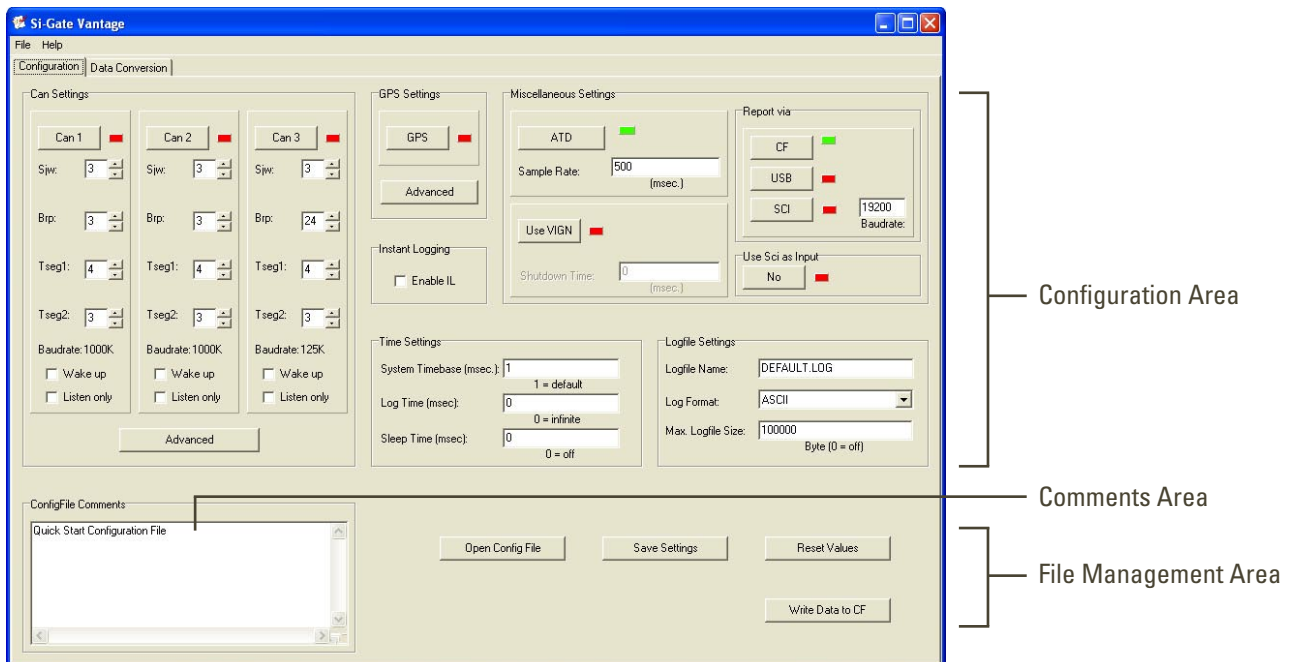 Si-Gate Vantage
File Help
Configuration Data Conversion
Can Settings
Can 1
Sjw: 3
Brp: 3
Tseg1: 4
Tseg2: 3
Baudrate: 1000K
Wake up
Listen only
Can 2
Sjw: 3
Brp: 3
Tseg1: 4
Tseg2: 3
Baudrate: 1000K
Wake up
Listen only
Can 3
Sjw: 3
Brp: 24
Tseg1: 4
Tseg2: 3
Baudrate: 125K
Wake up
Listen only
Advanced
GPS Settings
GPS
Advanced
Instant Logging
Enable IL
Miscellaneous Settings
ATD
Sample Rate: 500
(msec.)
Use VIGN
Shutdown Time: 0
(msec.)
Report via
CF
USB
SCI 19200
Baudrate:
Use Sci as Input
No
Time Settings
System Timebase (msec.): 1
1 = default
Log Time (msec): 0
0 = infinite
Sleep Time (msec): 0
0 = off
Logfile Settings
Logfile Name: DEFAULT.LOG
Log Format: ASCII
Max. Logfile Size: 100000
Byte (0 = off)
ConfigFile Comments
Quick Start Configuration File
Open Config File
Save Settings
Reset Values
Write Data to CF
Configuration Area
Comments Area
File Management Area